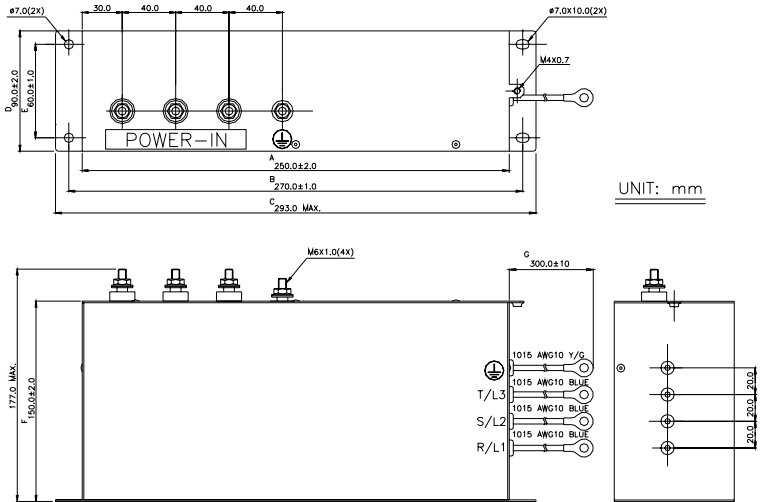 ø7.0(2X)
30.0
40.0
40.0
40.0
ø7.0X10.0(2X)
M4X0.7
D
90.0±2.0
E
60.0±1.0
POWER-IN
A
250.0±2.0
B
270.0±1.0
C
293.0 MAX.
UNIT: mm
M6X1.0(4X)
G
300.0±10
177.0 MAX.
F
150.0±2.0
1015 AWG10 Y/G
T/L3
1015 AWG10 BLUE
S/L2
1015 AWG10 BLUE
R/L1
1015 AWG10 BLUE
20.0
20.0
20.0